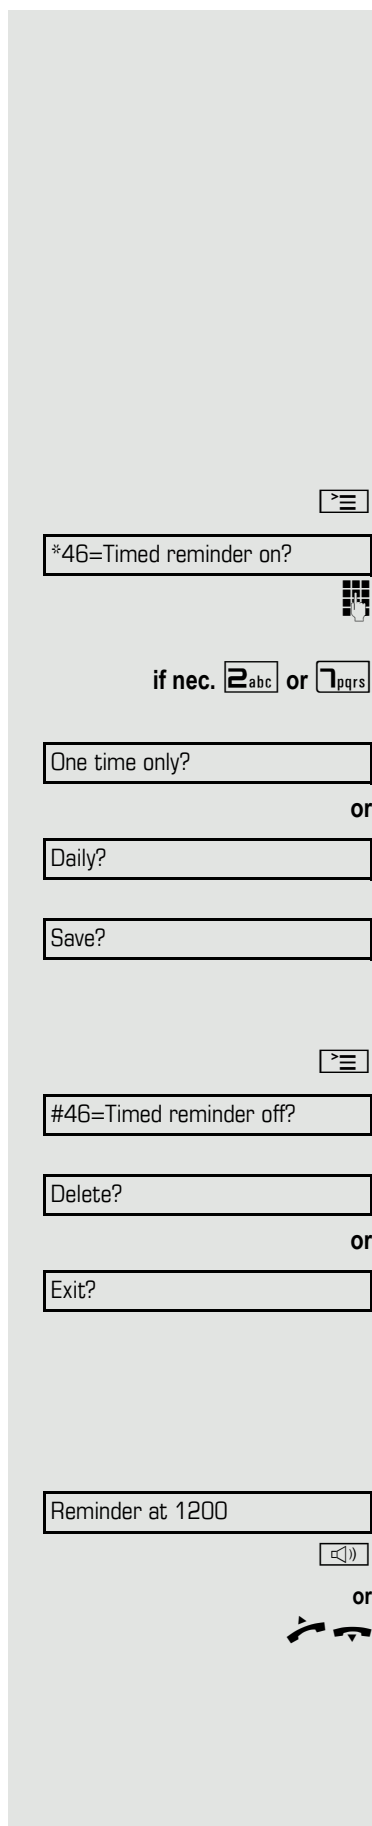 *46=Timed reminder on?
if nec. 2abc or 7pqrs
One time only?
or
Daily?
Save?
#46=Timed reminder off?
Delete?
or
Exit?
Reminder at 1200
or